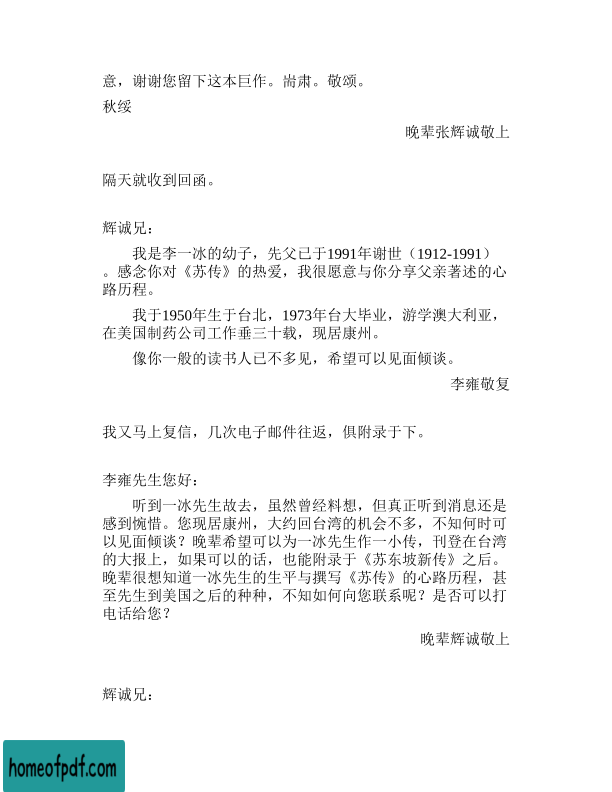 意，谢谢您留下这本巨作。耑肃。敬颂。
秋绥
晚辈张辉诚敬上
隔天就收到回函。
辉诚兄：
我是李一冰的幼子，先父已于1991年谢世（1912-1991）
。感念你对《苏传》的热爱，我很愿意与你分享父亲著述的心
路历程。
我于1950年生于台北，1973年台大毕业，游学澳大利亚，
在美国制药公司工作垂三十载，现居康州。
像你一般的读书人已不多见，希望可以见面倾谈。
李雍敬复
我又马上复信，几次电子邮件往返，俱附录于下。
李雍先生您好：
听到一冰先生故去，虽然曾经料想，但真正听到消息还是
感到惋惜。您现居康州，大约回台湾的机会不多，不知何时可
以见面倾谈？晚辈希望可以为一冰先生作一小传，刊登在台湾
的大报上，如果可以的话，也能附录于《苏东坡新传》之后。
晚辈很想知道一冰先生的生平与撰写《苏传》的心路历程，甚
至先生到美国之后的种种，不知如何向您联系呢？是否可以打
电话给您？
晚辈辉诚敬上
辉诚兄：
homeofpdf.com